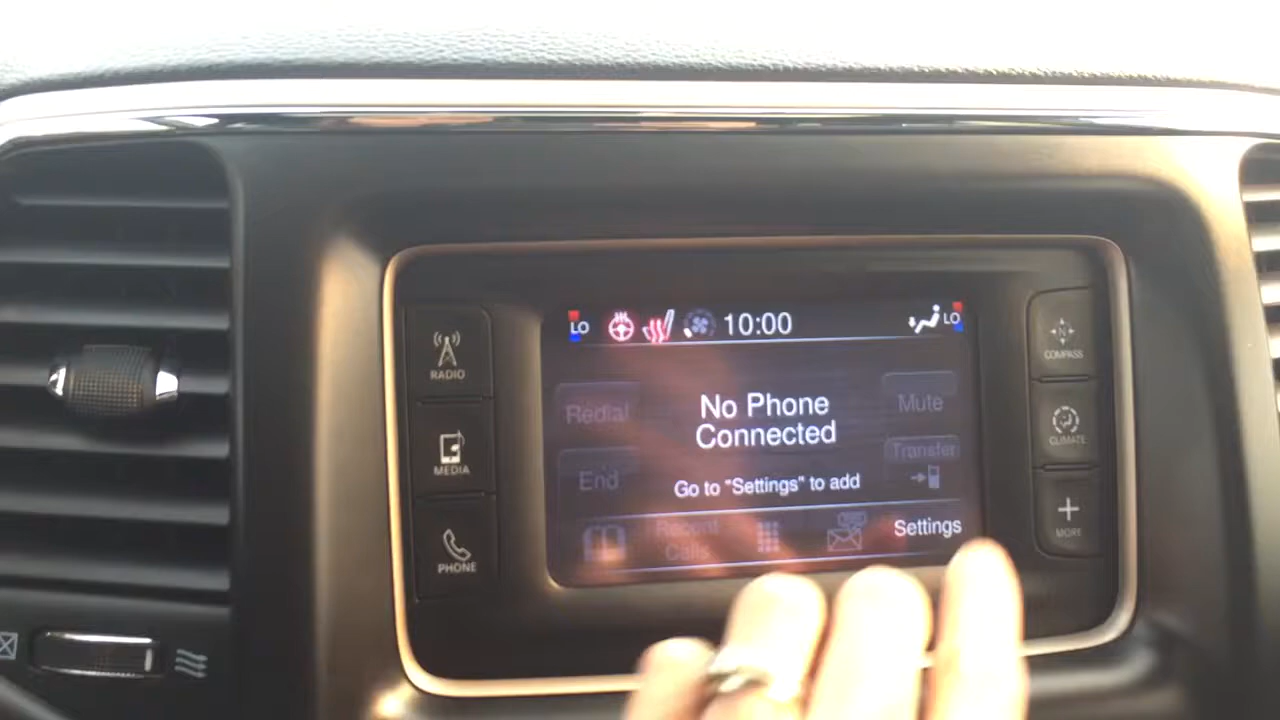 LO 10:00 LO
RADIO
COMPASS
Redial
No Phone
Connected
Mute
MEDIA
CLIMATE
End
Go to "Settings" to add
Transfer
Recent
Calls
Settings
PHONE
MORE